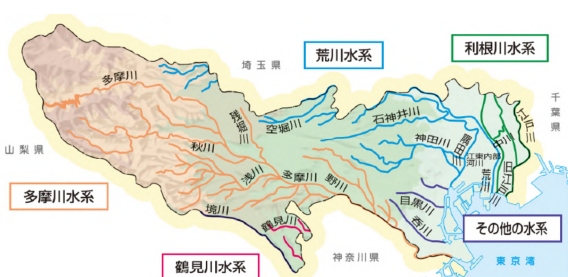 荒川水系
利根川水系
埼玉県
千葉県
多摩川
残堀川
空堀川
石神井川
神田川
隅田川
中川
江戸川
旧江戸川
江東内部
河川
荒川
山梨県
秋川
浅川
多摩川
野川
目黒川
呑川
多摩川水系
境川
鶴見川
その他の水系
鶴見川水系
神奈川県
東京湾